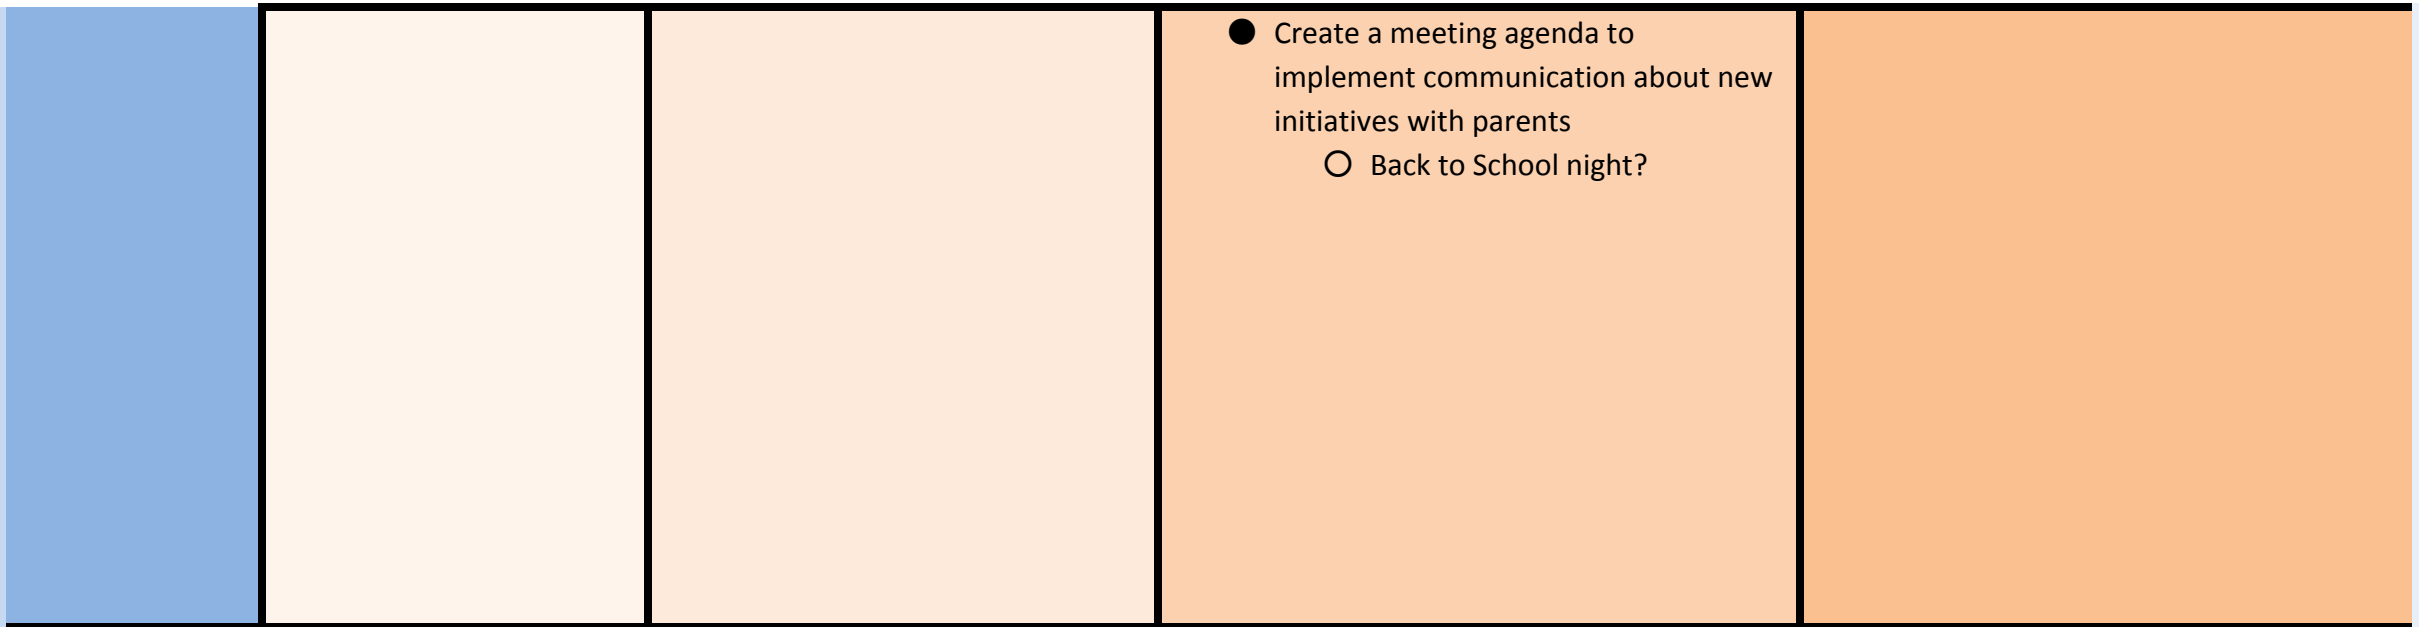 ● Create a meeting agenda to
implement communication about new
initiatives with parents
○ Back to School night?